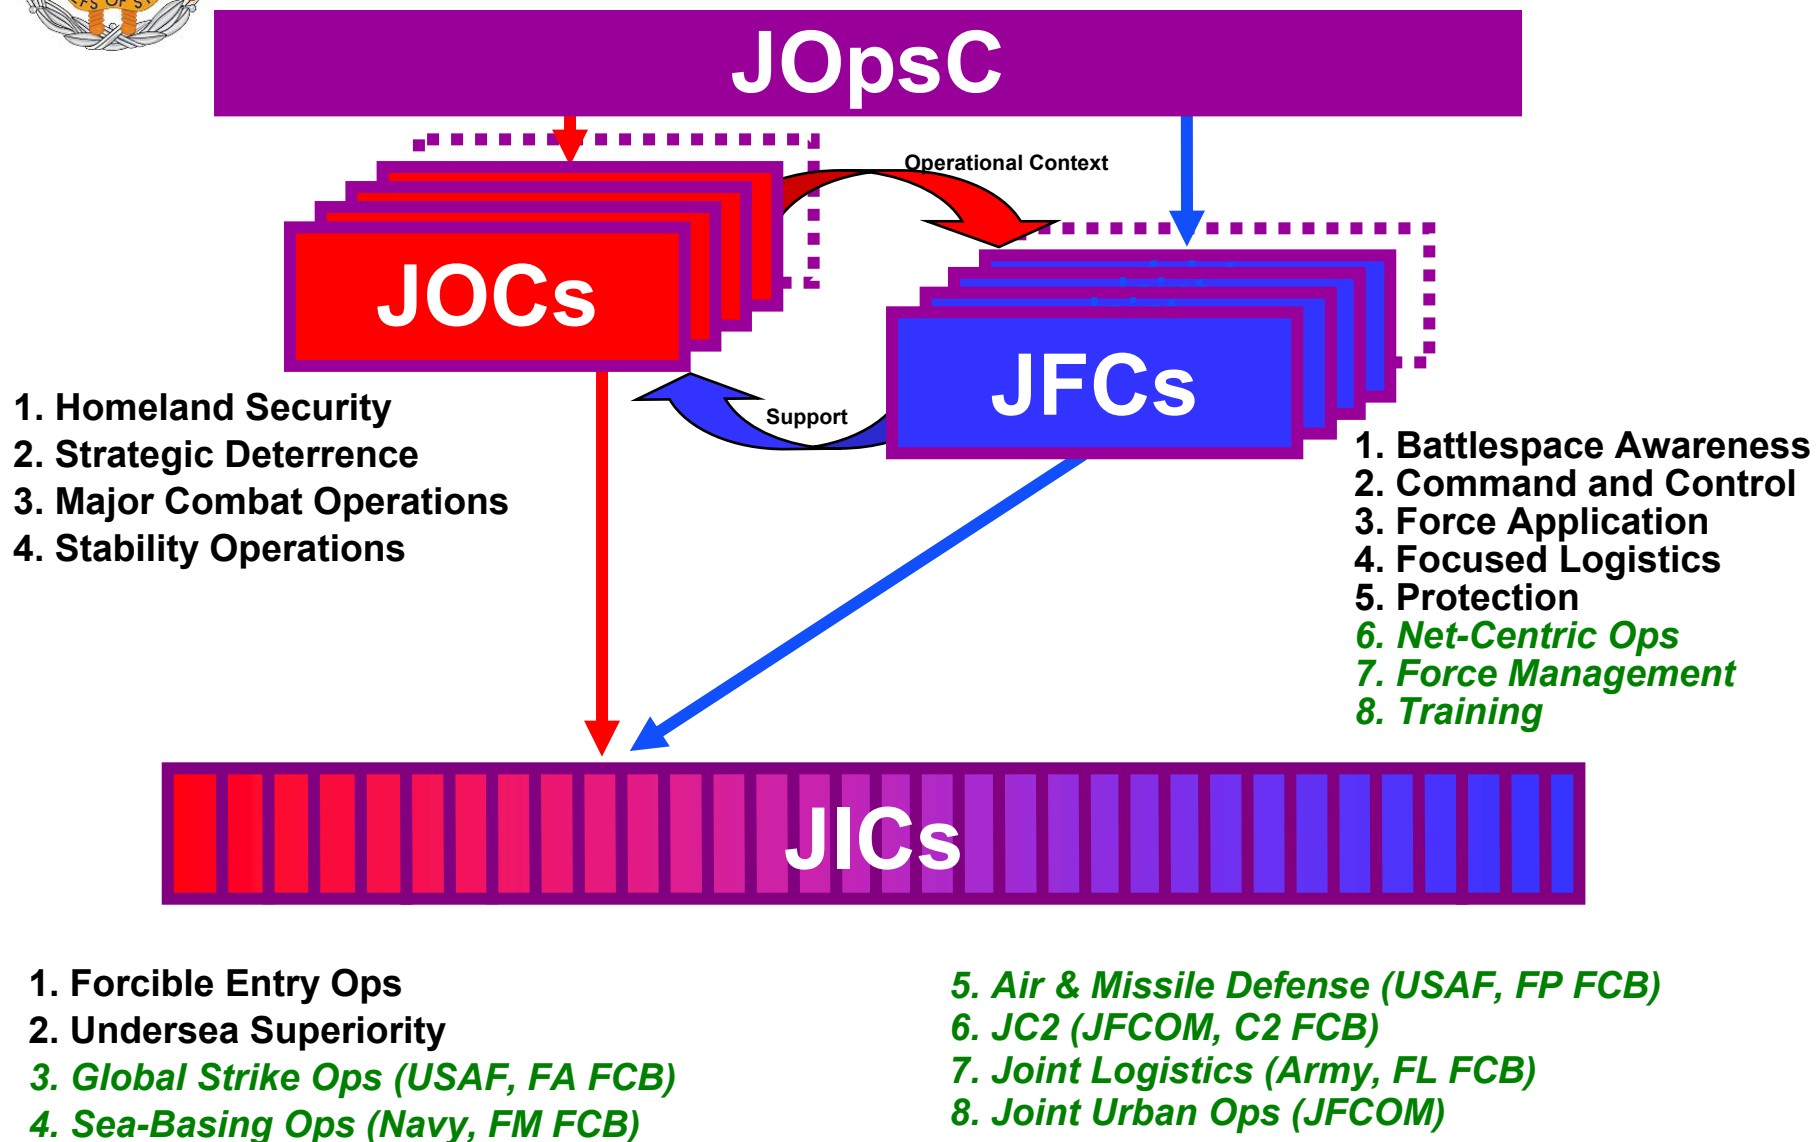 FS OF ST
JOpsC
Operational Context
JOCs
JFCs
Support
1. Homeland Security
2. Strategic Deterrence
3. Major Combat Operations
4. Stability Operations
1. Battlespace Awareness
2. Command and Control
3. Force Application
4. Focused Logistics
5. Protection
6. Net-Centric Ops
7. Force Management
8. Training
JICs
1. Forcible Entry Ops
2. Undersea Superiority
3. Global Strike Ops (USAF, FA FCB)
4. Sea-Basing Ops (Navy, FM FCB)
5. Air & Missile Defense (USAF, FP FCB)
6. JC2 (JFCOM, C2 FCB)
7. Joint Logistics (Army, FL FCB)
8. Joint Urban Ops (JFCOM)